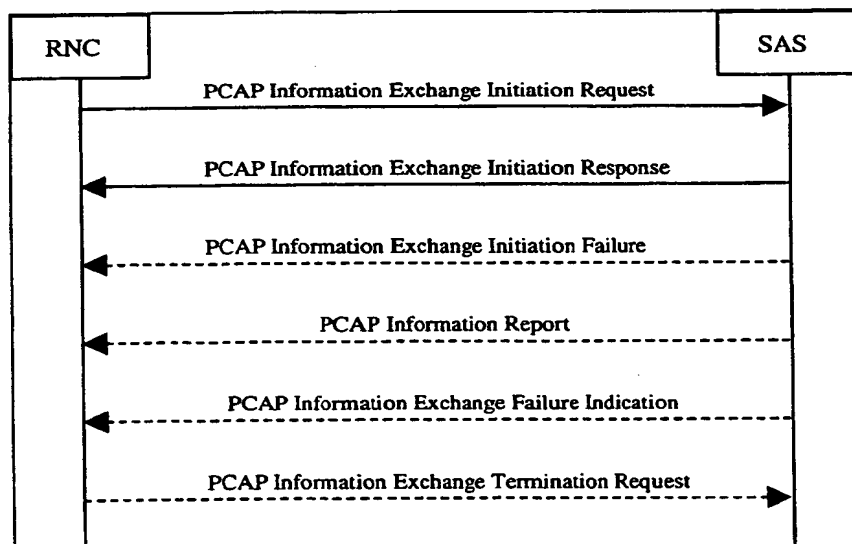 RNC
SAS
PCAP Information Exchange Initiation Request
PCAP Information Exchange Initiation Response
PCAP Information Exchange Initiation Failure
PCAP Information Report
PCAP Information Exchange Failure Indication
PCAP Information Exchange Termination Request